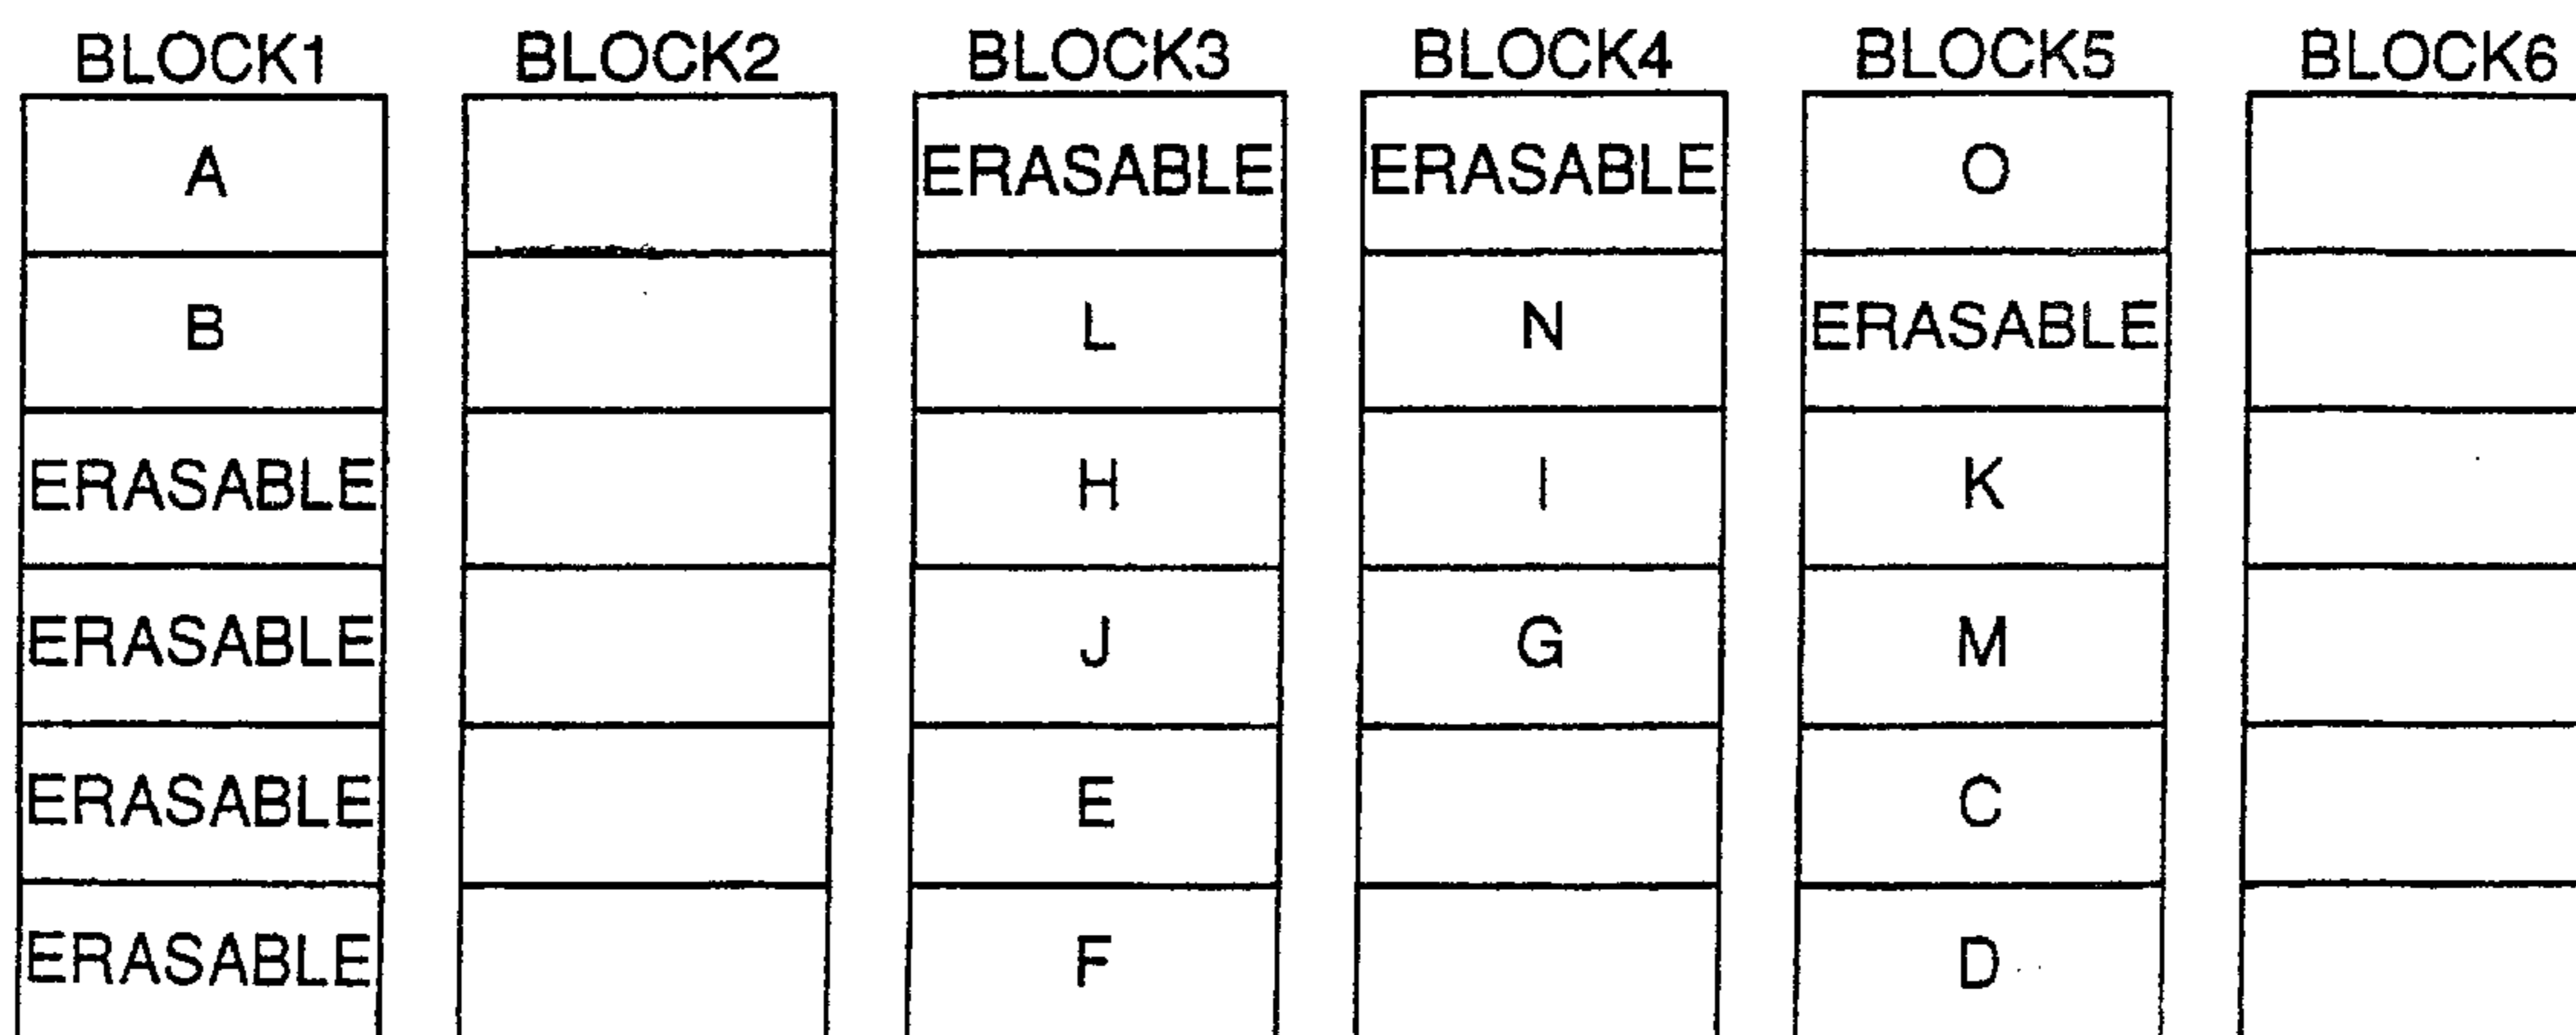 BLOCK1 BLOCK2 BLOCK3 BLOCK4 BLOCK5 BLOCK6
A ERASABLE ERASABLE O
B L N ERASABLE
ERASABLE H I K
ERASABLE J G M
ERASABLE E C
ERASABLE F D